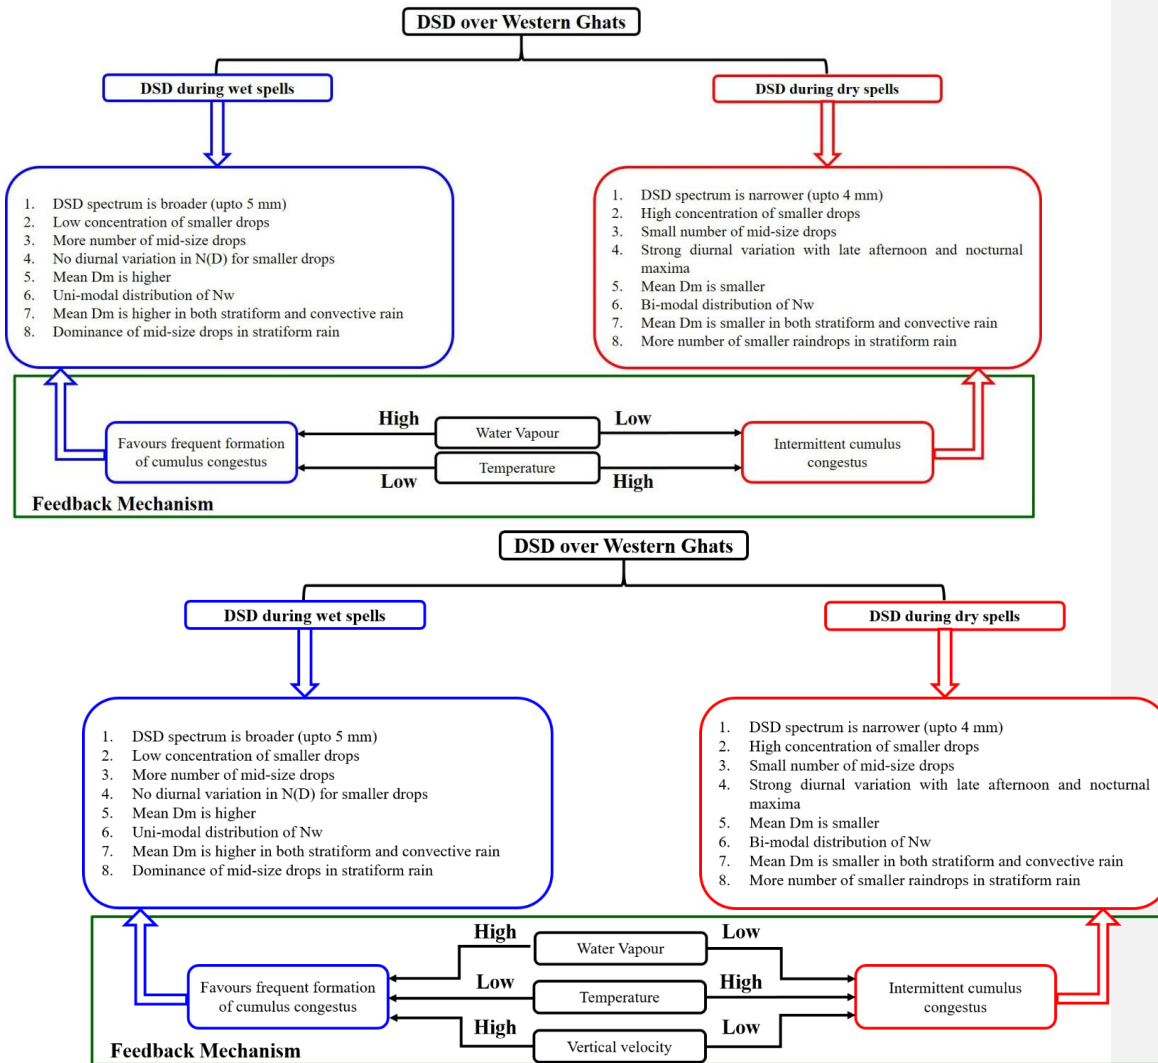 DSD over Western Ghats
DSD during wet spells
DSD during dry spells
1. DSD spectrum is broader (upto 5 mm)
2. Low concentration of smaller drops
3. More number of mid-size drops
4. No diurnal variation in N(D) for smaller drops
5. Mean Dm is higher
6. Uni-modal distribution of Nw
7. Mean Dm is higher in both stratiform and convective rain
8. Dominance of mid-size drops in stratiform rain
1. DSD spectrum is narrower (upto 4 mm)
2. High concentration of smaller drops
3. Small number of mid-size drops
4. Strong diurnal variation with late afternoon and nocturnal
maxima
5. Mean Dm is smaller
6. Bi-modal distribution of Nw
7. Mean Dm is smaller in both stratiform and convective rain
8. More number of smaller raindrops in stratiform rain
Favours frequent formation
of cumulus congestus
High
Water Vapour
Low
Low
Temperature
High
Intermittent cumulus
congestus
Feedback Mechanism
DSD over Western Ghats
DSD during wet spells
DSD during dry spells
1. DSD spectrum is broader (upto 5 mm)
2. Low concentration of smaller drops
3. More number of mid-size drops
4. No diurnal variation in N(D) for smaller drops
5. Mean Dm is higher
6. Uni-modal distribution of Nw
7. Mean Dm is higher in both stratiform and convective rain
8. Dominance of mid-size drops in stratiform rain
1. DSD spectrum is narrower (upto 4 mm)
2. High concentration of smaller drops
3. Small number of mid-size drops
4. Strong diurnal variation with late afternoon and nocturnal
maxima
5. Mean Dm is smaller
6. Bi-modal distribution of Nw
7. Mean Dm is smaller in both stratiform and convective rain
8. More number of smaller raindrops in stratiform rain
Favours frequent formation
of cumulus congestus
High
Water Vapour
Low
Low
Temperature
High
High
Vertical velocity
Low
Intermittent cumulus
congestus
Feedback Mechanism